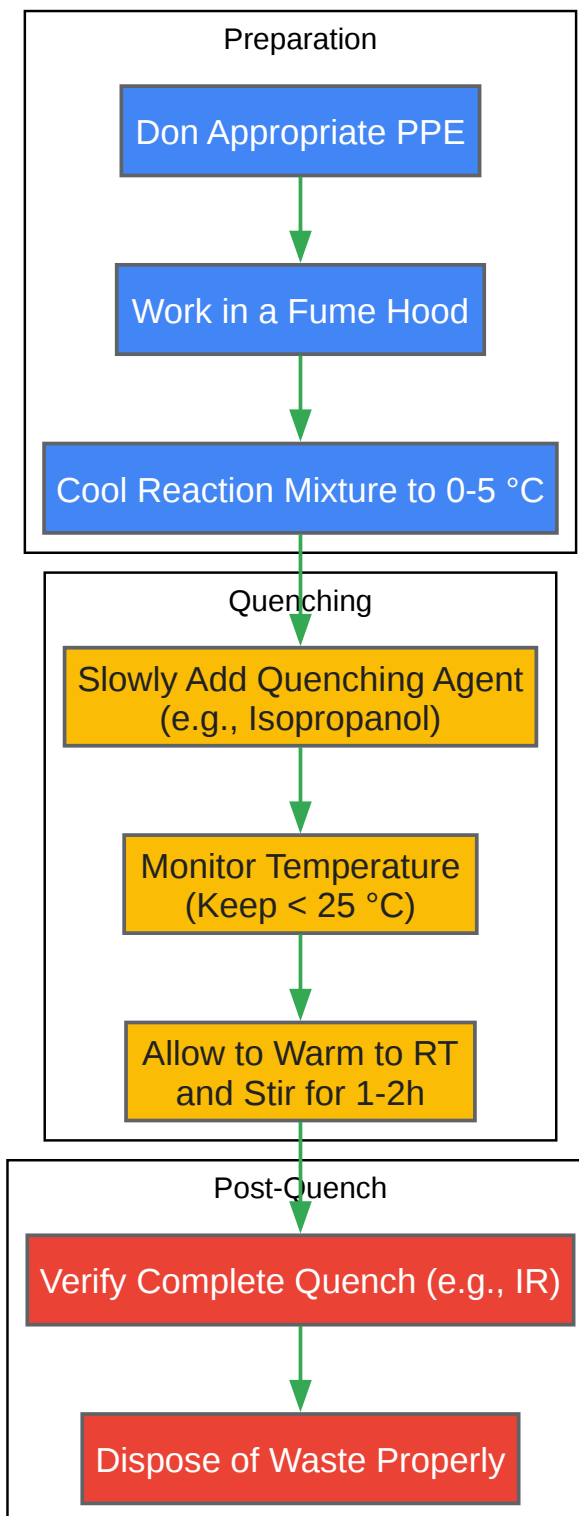 Preparation
Don Appropriate PPE
Work in a Fume Hood
Cool Reaction Mixture to 0-5 °C
Quenching
Slowly Add Quenching Agent
(e.g., Isopropanol)
Monitor Temperature
(Keep < 25 °C)
Allow to Warm to RT
and Stir for 1-2h
Post-Quench
Verify Complete Quench (e.g., IR)
Dispose of Waste Properly